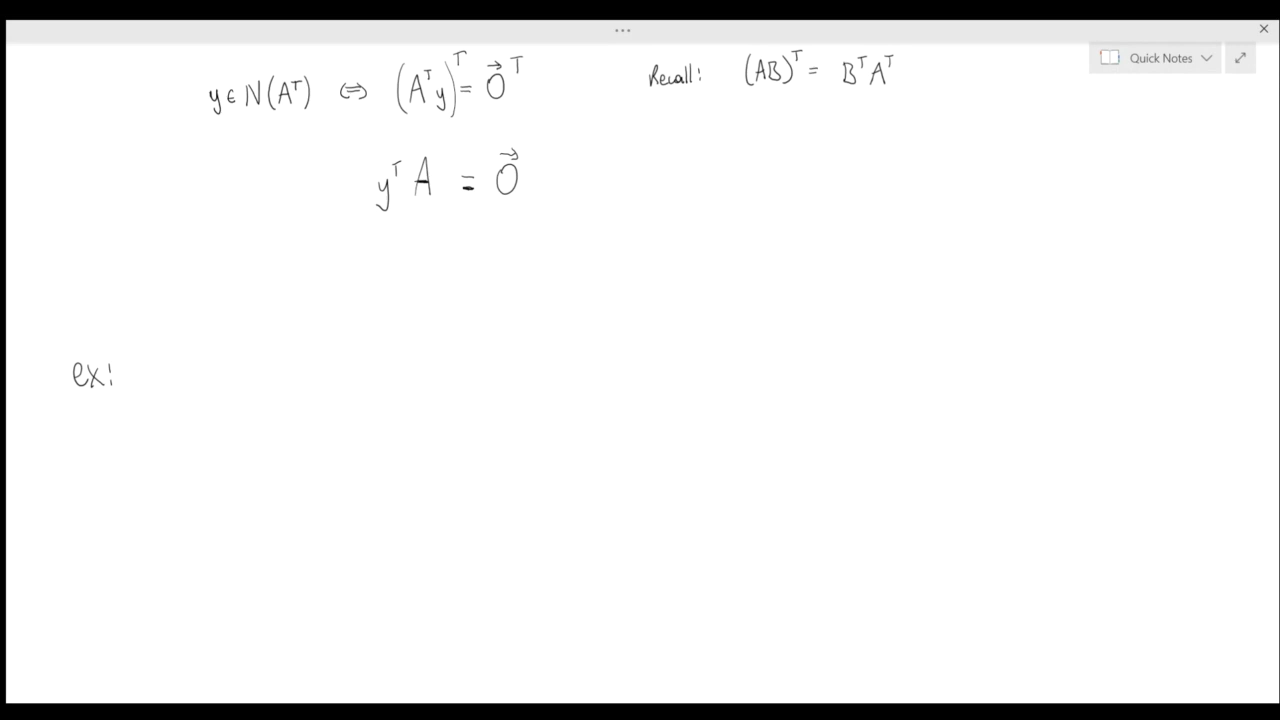 Quick Notes
y ∈ N(Aᵀ) ⇔ (Aᵀy)ᵀ = 0⃗ᵀ Recall: (AB)ᵀ = BᵀAᵀ
yᵀA = 0⃗
ex: